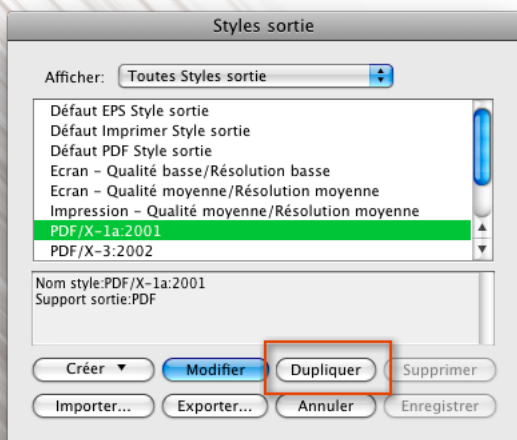 Styles sortie
Afficher: Toutes Styles sortie
Défaut EPS Style sortie
Défaut Imprimer Style sortie
Défaut PDF Style sortie
Ecran – Qualité basse/Résolution basse
Ecran – Qualité moyenne/Résolution moyenne
Impression – Qualité moyenne/Résolution moyenne
PDF/X-1a:2001
PDF/X-3:2002
Nom style:PDF/X-1a:2001
Support sortie:PDF
Créer Modifier Dupliquer Supprimer
Importer... Exporter... Annuler Enregistrer